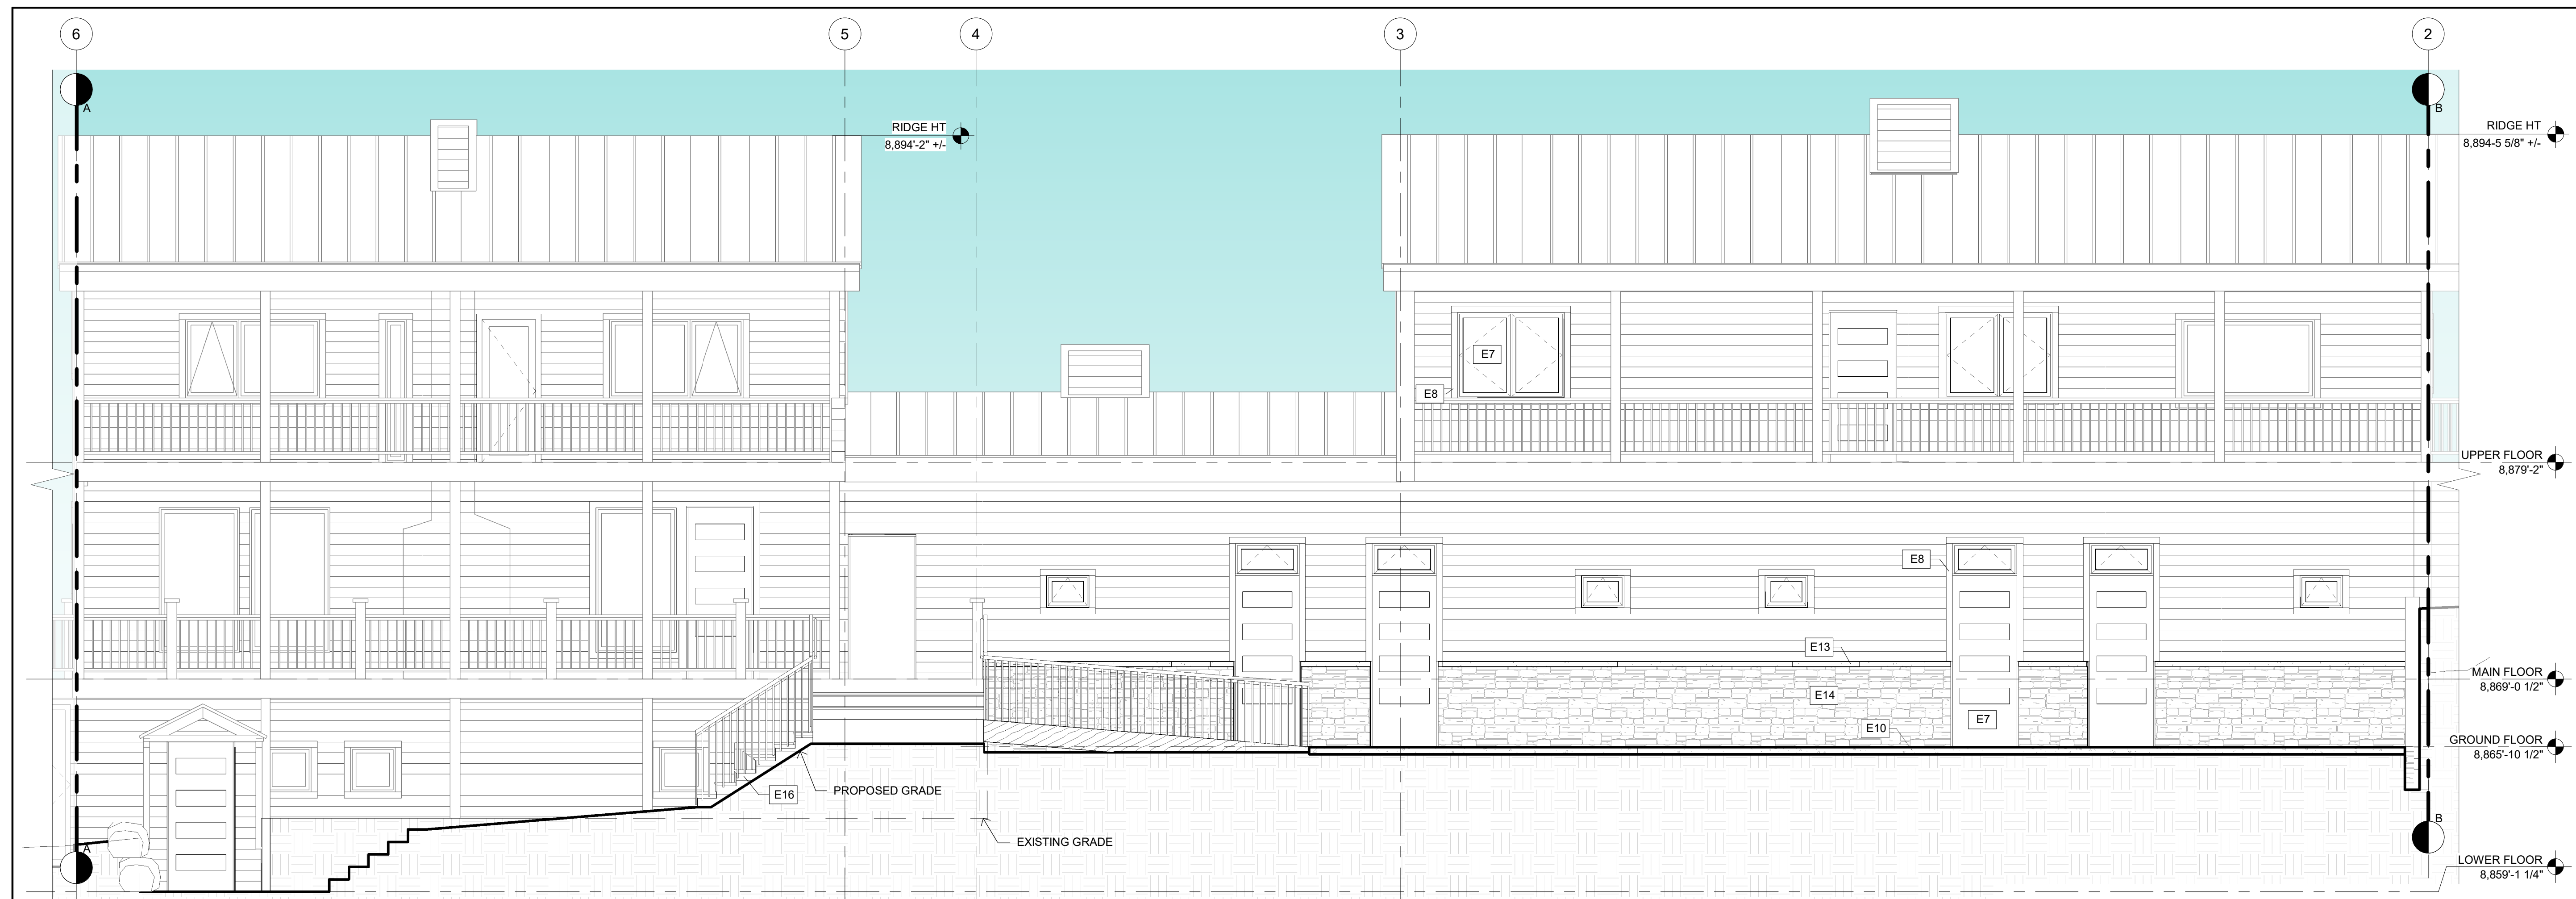 6
5
4
3
2
A
B
RIDGE HT
8,894'-2" +/-
RIDGE HT
8,894-5 5/8" +/-
E7
E8
UPPER FLOOR
8,879'-2"
E8
E13
MAIN FLOOR
8,869'-0 1/2"
E14
E7
E10
GROUND FLOOR
8,865'-10 1/2"
E16
PROPOSED GRADE
EXISTING GRADE
B
A
LOWER FLOOR
8,859'-1 1/4"